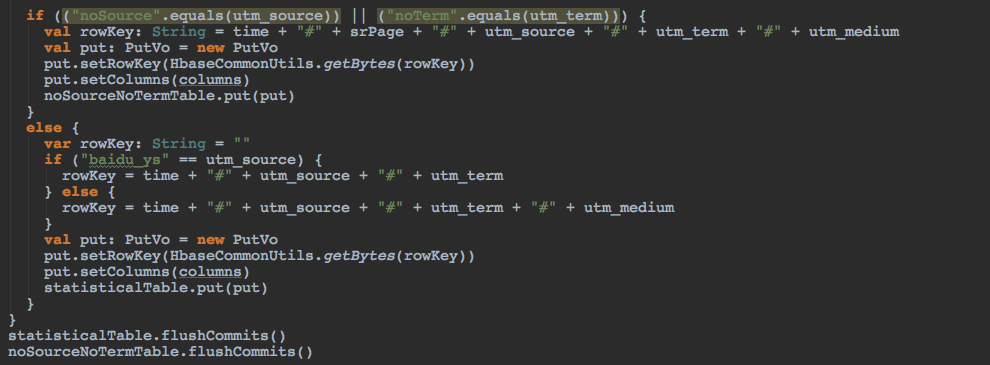 if (("noSource".equals(utm_source)) || ("noTerm".equals(utm_term))) {
val rowKey: String = time + "#" + srPage + "#" + utm_source + "#" + utm_term + "#" + utm_medium
val put: PutVo = new PutVo
put.setRowKey(HbaseCommonUtils.getBytes(rowKey))
put.setColumns(columns)
noSourceNoTermTable.put(put)
}
else {
var rowKey: String = ""
if ("baidu_ys" == utm_source) {
rowKey = time + "#" + utm_source + "#" + utm_term
} else {
rowKey = time + "#" + utm_source + "#" + utm_term + "#" + utm_medium
}
val put: PutVo = new PutVo
put.setRowKey(HbaseCommonUtils.getBytes(rowKey))
put.setColumns(columns)
statisticalTable.put(put)
}
}
statisticalTable.flushCommits()
noSourceNoTermTable.flushCommits()